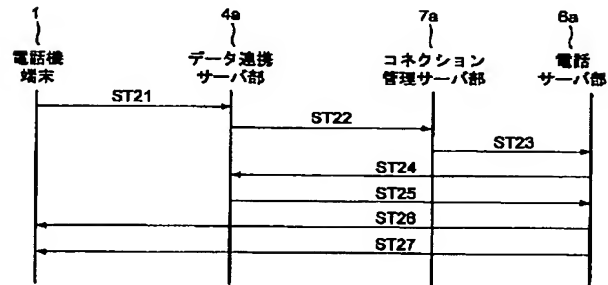 1
4a
7a
6a
電話機
端末
データ連携
サーバ部
コネクション
管理サーバ部
電話
サーバ部
ST21
ST22
ST23
ST24
ST25
ST26
ST27